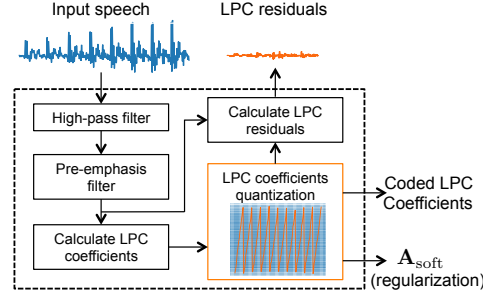 Input speech
LPC residuals
High-pass filter
Calculate LPC
residuals
Pre-emphasis
filter
LPC coefficients
quantization
Coded LPC
Coefficients
Calculate LPC
coefficients
A_soft
(regularization)